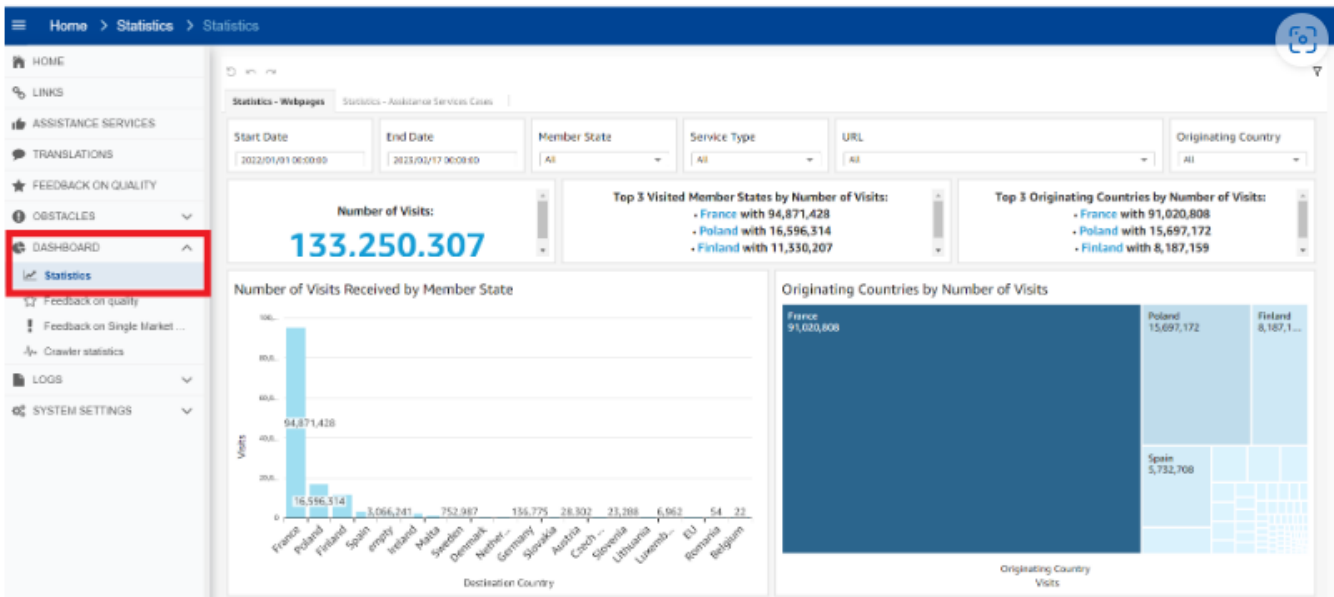 Home > Statistics > Statistics
HOME
LINKS
ASSISTANCE SERVICES
TRANSLATIONS
FEEDBACK ON QUALITY
OBSTACLES
DASHBOARD
Statistics
Feedback on quality
Feedback on Single Market ...
Crawler statistics
LOGS
SYSTEM SETTINGS
Statistics - Webpages
Statistics - Assistance Services Cases
Start Date
2022/01/01 00:00:00
End Date
2023/02/17 00:00:00
Member State
All
Service Type
All
URL
All
Originating Country
All
Number of Visits:
133.250.307
Top 3 Visited Member States by Number of Visits:
• France with 94,871,428
• Poland with 16,596,314
• Finland with 11,330,207
Top 3 Originating Countries by Number of Visits:
• France with 91,020,808
• Poland with 15,697,172
• Finland with 8,187,159
Number of Visits Received by Member State
Visits
0
94,871,428
16,596,314
3,066,241
752,987
28,302
23,288
6,962
54
22
France
Poland
Finland
Spain
empty
Ireland
Malta
Sweden
Denmark
Nether...
Germany
Slovakia
Austria
Czech ...
Slovenia
Lithuania
Luxemb...
EU
Romania
Belgium
Destination Country
Originating Countries by Number of Visits
France
91,020,808
Poland
15,697,172
Finland
8,187,1...
Spain
5,732,708
Originating Country
Visits